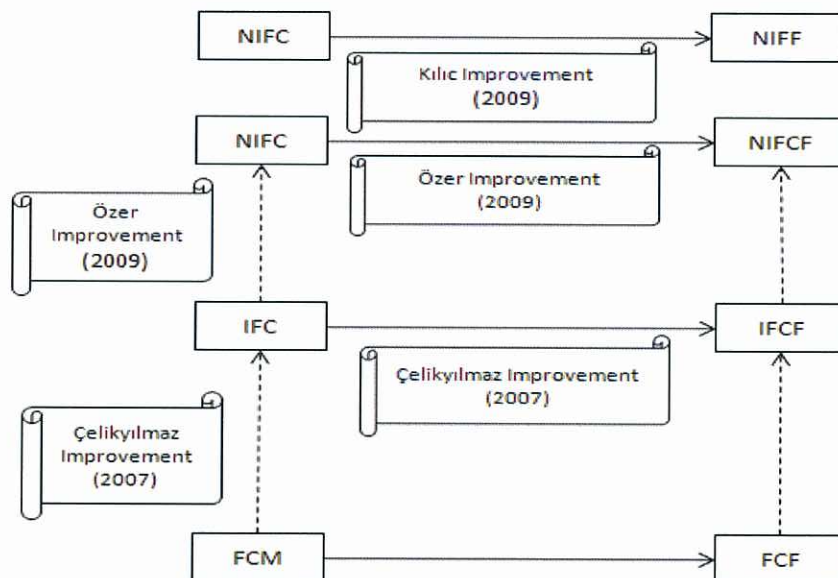 NIFC
NIFF
Kılıc Improvement
(2009)
NIFC
NIFCF
Özer Improvement
(2009)
Özer
Improvement
(2009)
IFC
IFCF
Çelikyılmaz Improvement
(2007)
Çelikyılmaz
Improvement
(2007)
FCM
FCF